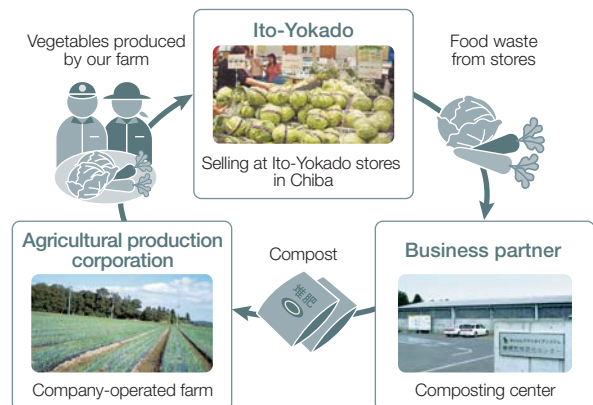 Ito-Yokado
Vegetables produced
by our farm
Food waste
from stores
Selling at Ito-Yokado stores
in Chiba
Agricultural production
corporation
Compost
Business partner
堆肥
Company-operated farm
Composting center